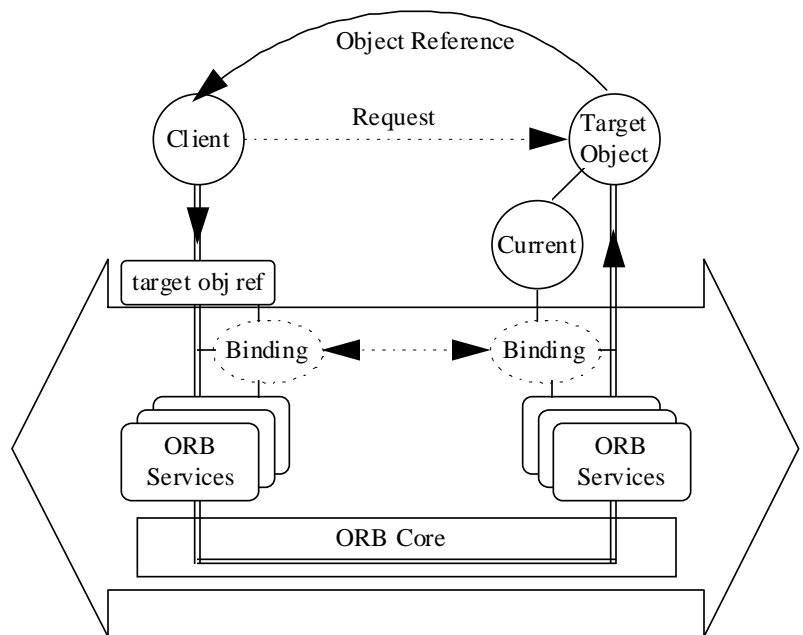 Object Reference
Client
Request
Target
Object
Current
target obj ref
Binding
Binding
ORB
Services
ORB
Services
ORB Core